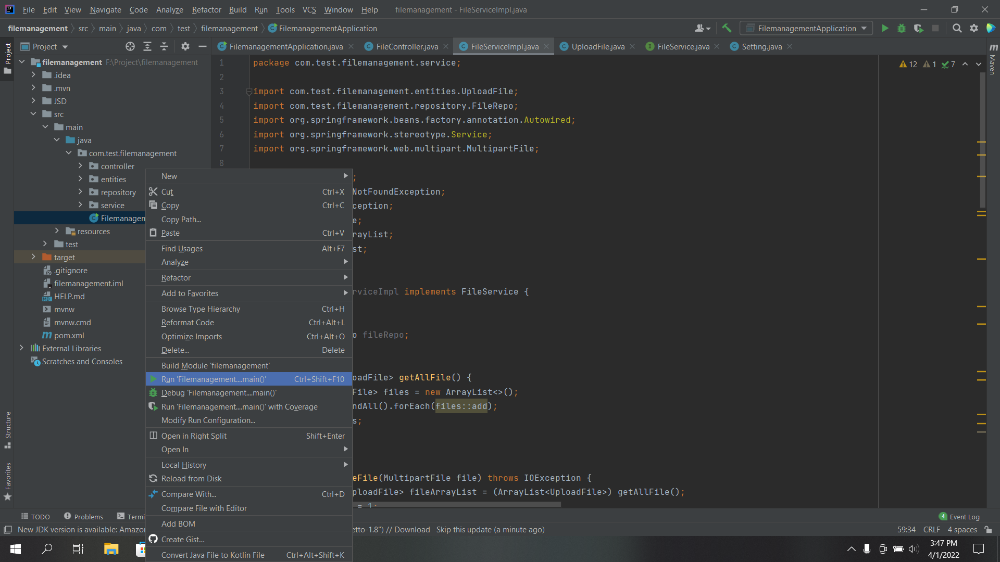 File Edit View Navigate Code Analyze Refactor Build Run Tools VCS Window Help filemanagement - FileServiceImpl.java
filemanagement src main java com test filemanagement FilemanagementApplication
FilemanagementApplication
Project
FilemanagementApplication.java FileController.java FileServiceImpl.java UploadFile.java FileService.java Setting.java
Project
Structure
Favorites
Maven
filemanagement F:\Project\filemanagement
.idea
.mvn
JSD
src
main
java
com.test.filemanagement
controller
entities
repository
service
Filemanagem
resources
test
target
.gitignore
filemanagement.iml
HELP.md
mvnw
mvnw.cmd
pom.xml
External Libraries
Scratches and Consoles
12 1 7
1 package com.test.filemanagement.service;
2
3 import com.test.filemanagement.entities.UploadFile;
4 import com.test.filemanagement.repository.FileRepo;
5 import org.springframework.beans.factory.annotation.Autowired;
6 import org.springframework.stereotype.Service;
7 import org.springframework.web.multipart.MultipartFile;
8
;
NotFoundException;
ception;
e;
rayList;
st;
rviceImpl implements FileService {
o fileRepo;
oadFile> getAllFile() {
File> files = new ArrayList<>();
ndAll().forEach(files::add);
s;
eFile(MultipartFile file) throws IOException {
ploadFile> fileArrayList = (ArrayList<UploadFile>) getAllFile();
= 1;
New
Cut Ctrl+X
Copy Ctrl+C
Copy Path...
Paste Ctrl+V
Find Usages Alt+F7
Analyze
Refactor
Add to Favorites
Browse Type Hierarchy Ctrl+H
Reformat Code Ctrl+Alt+L
Optimize Imports Ctrl+Alt+O
Delete... Delete
Build Module 'filemanagement'
Run 'Filemanagement....main()' Ctrl+Shift+F10
Debug 'Filemanagement....main()'
Run 'Filemanagement....main()' with Coverage
Modify Run Configuration...
Open in Right Split Shift+Enter
Open In
Local History
Reload from Disk
Compare With... Ctrl+D
Compare File with Editor
Add BOM
Create Gist...
Convert Java File to Kotlin File Ctrl+Alt+Shift+K
TODO Problems Termi
4 Event Log
New JDK version is available: Amazon
etto-1.8") // Download Skip this update (a minute ago)
59:34 CRLF 4 spaces
3:47 PM
4/1/2022